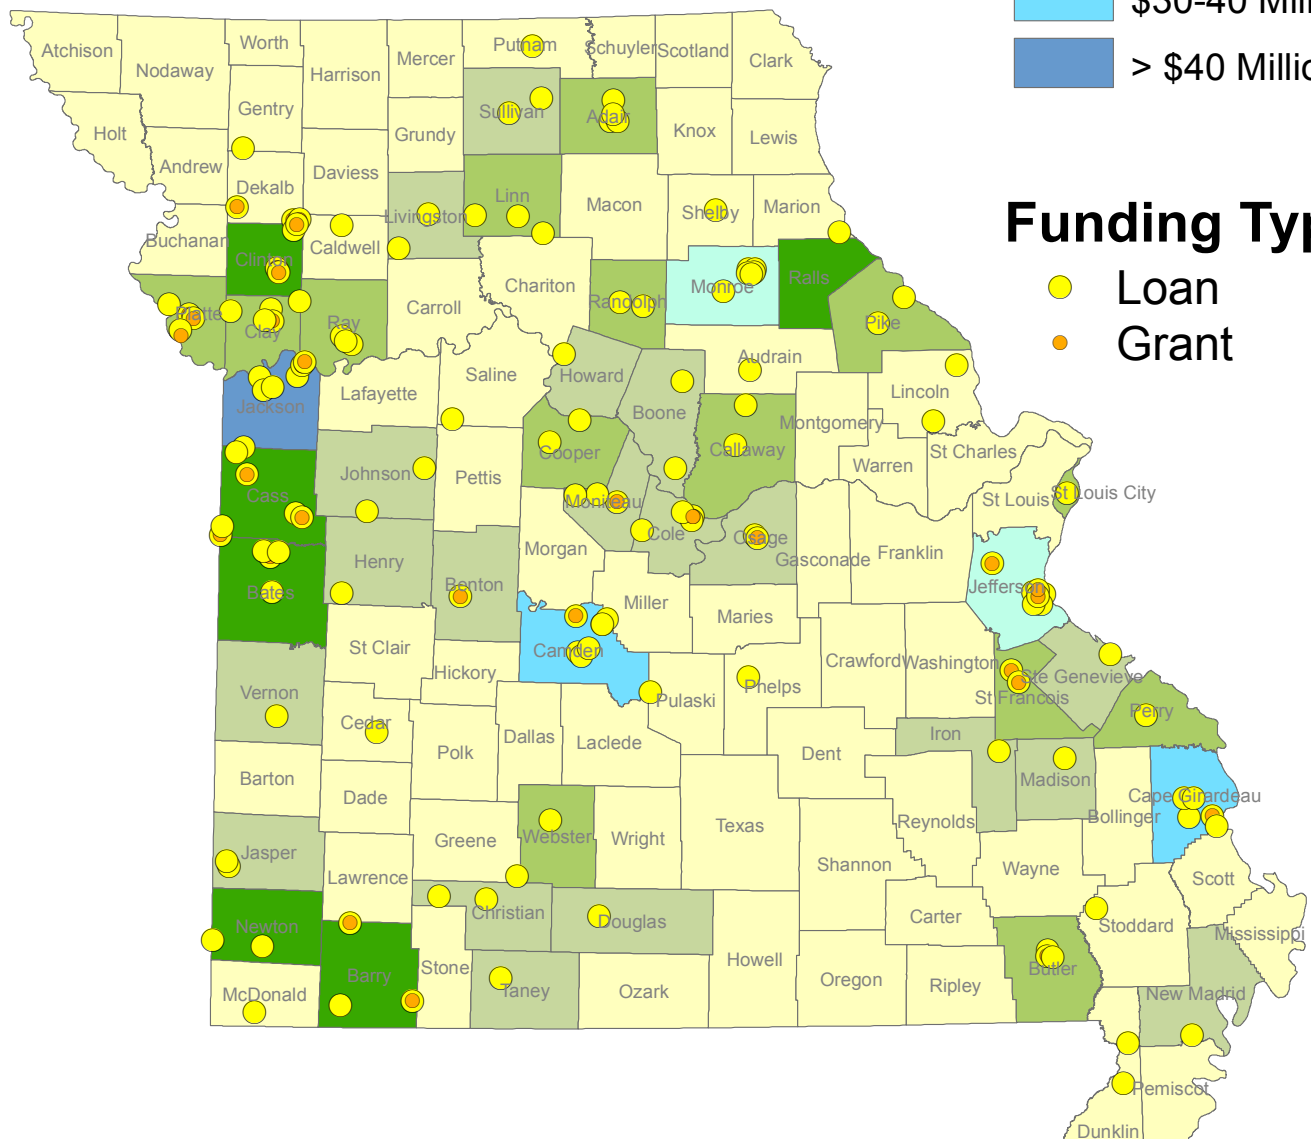 $30-40 Mill
> $40 Millio
Funding Typ
Loan
Grant
Atchison
Nodaway
Worth
Harrison
Mercer
Putnam
Schuyler
Scotland
Clark
Holt
Gentry
Grundy
Sullivan
Adair
Knox
Lewis
Andrew
Dekalb
Daviess
Livingston
Linn
Macon
Shelby
Marion
Buchanan
Clinton
Caldwell
Carroll
Chariton
Randolph
Monroe
Ralls
Pike
Platte
Clay
Ray
Jackson
Lafayette
Saline
Howard
Boone
Audrain
Montgomery
Lincoln
Johnson
Pettis
Cooper
Callaway
Warren
St Charles
St Louis
St Louis City
Cass
Moniteau
Cole
Osage
Gasconade
Franklin
Jefferson
Henry
Benton
Morgan
Miller
Maries
Bates
St Clair
Hickory
Camden
Pulaski
Phelps
Crawford
Washington
Ste Genevieve
St Francois
Perry
Vernon
Cedar
Polk
Dallas
Laclede
Dent
Iron
Madison
Cape Girardeau
Bollinger
Barton
Dade
Greene
Webster
Wright
Texas
Shannon
Reynolds
Wayne
Scott
Jasper
Lawrence
Christian
Douglas
Howell
Carter
Stoddard
Mississippi
Newton
Barry
Stone
Taney
Ozark
Oregon
Ripley
Butler
New Madrid
McDonald
Pemiscot
Dunklin